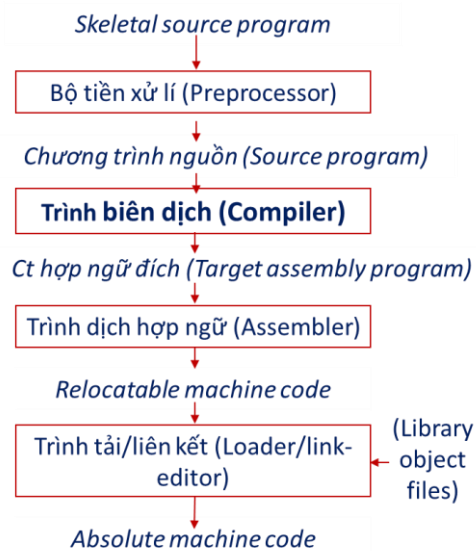 Skeletal source program
Bộ tiền xử lí (Preprocessor)
Chương trình nguồn (Source program)
Trình biên dịch (Compiler)
Ct hợp ngữ đích (Target assembly program)
Trình dịch hợp ngữ (Assembler)
Relocatable machine code
Trình tải/liên kết (Loader/link-
editor)
(Library
object
files)
Absolute machine code